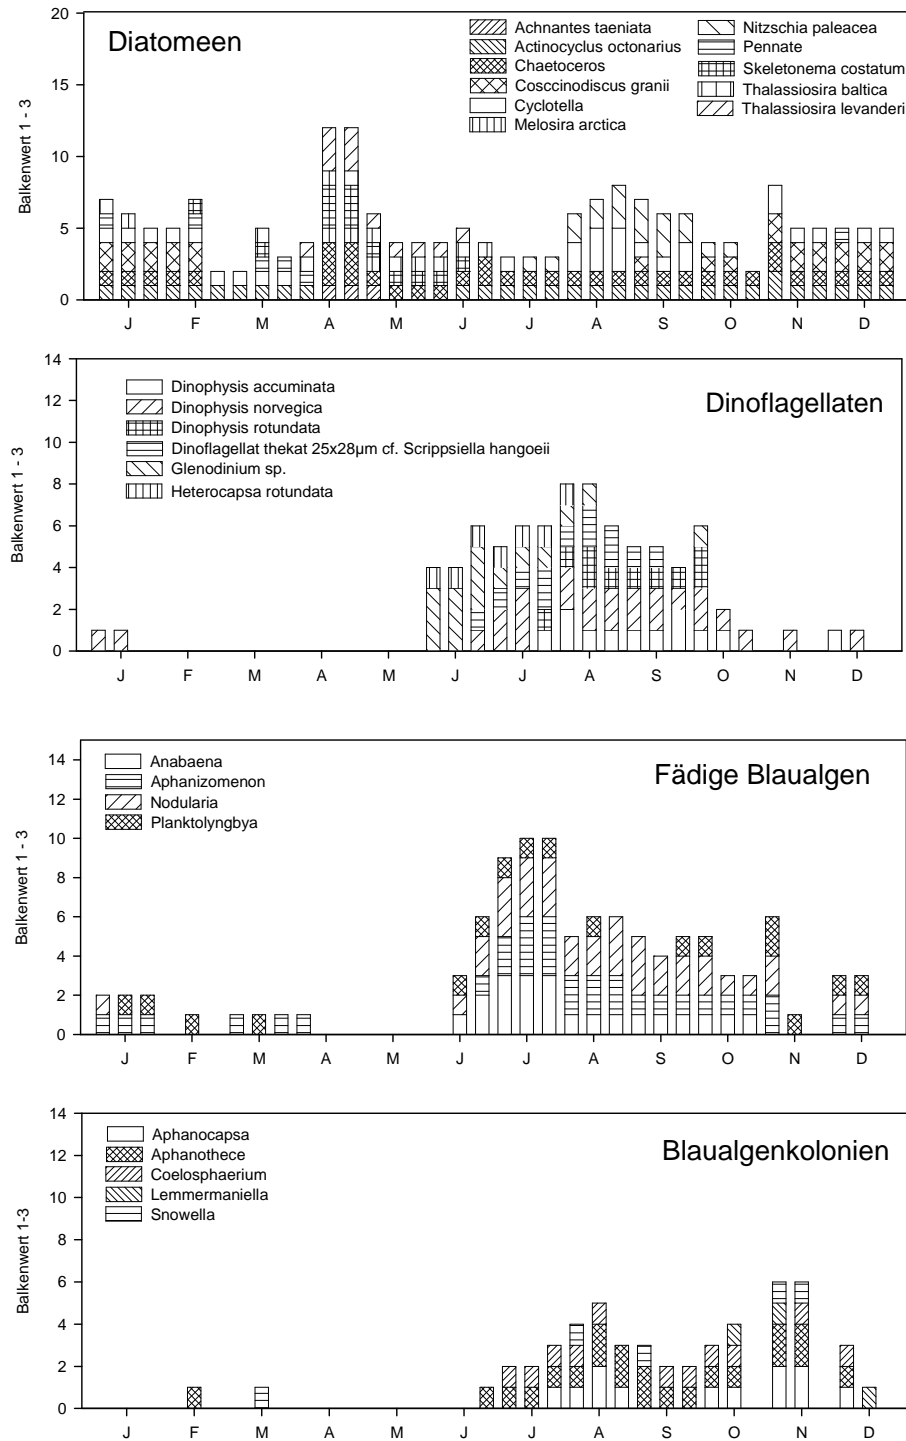 Diatomeen
Achnantes taeniata
Actinocyclus octonarius
Chaetoceros
Cosccinodiscus granii
Cyclotella
Melosira arctica
Nitzschia paleacea
Pennate
Skeletonema costatum
Thalassiosira baltica
Thalassiosira levanderi
Balkenwert 1 - 3
20
15
10
5
0
J F M A M J J A S O N D
Dinoflagellaten
Dinophysis accuminata
Dinophysis norvegica
Dinophysis rotundata
Dinoflagellat thekat 25x28µm cf. Scrippsiella hangoeii
Glenodinium sp.
Heterocapsa rotundata
Balkenwert 1 - 3
14
12
10
8
6
4
2
0
J F M A M J J A S O N D
Fädige Blaualgen
Anabaena
Aphanizomenon
Nodularia
Planktolyngbya
Balkenwert 1 - 3
14
12
10
8
6
4
2
0
J F M A M J J A S O N D
Blaualgenkolonien
Aphanocapsa
Aphanothece
Coelosphaerium
Lemmermaniella
Snowella
Balkenwert 1-3
14
12
10
8
6
4
2
0
J F M A M J J A S O N D